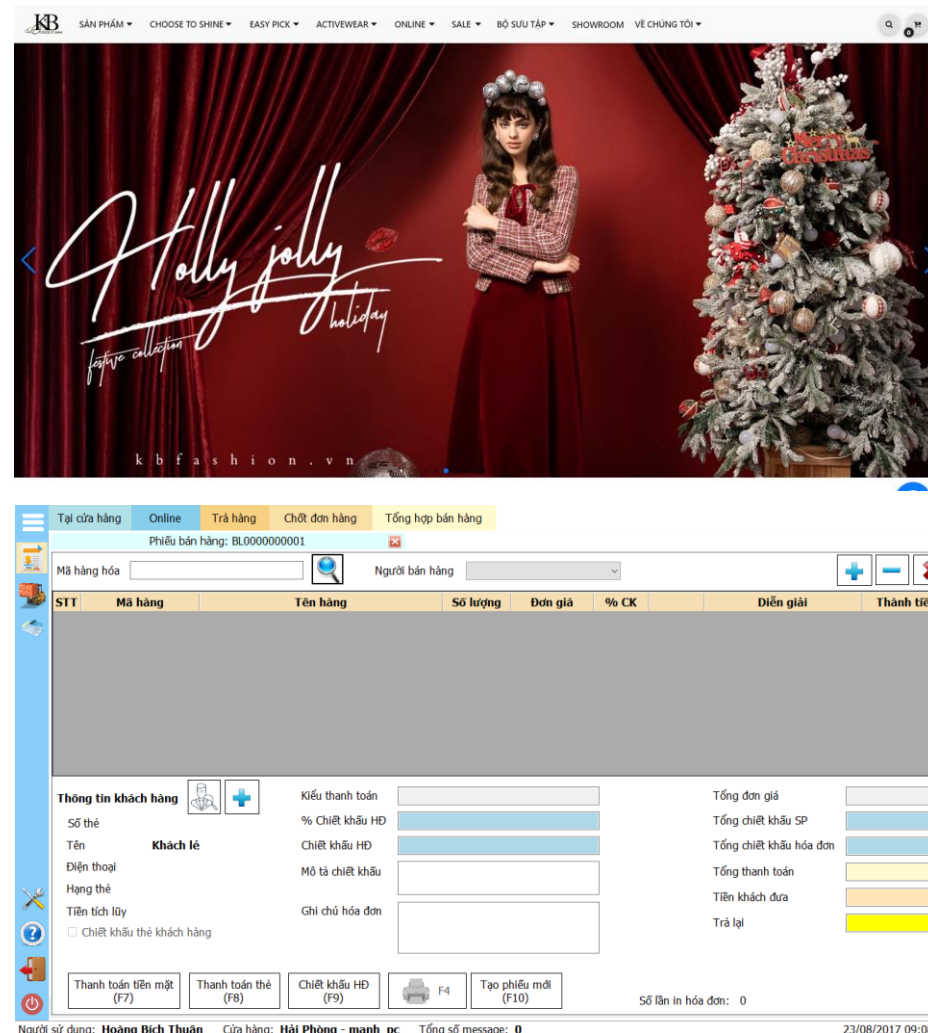 KB SẢN PHẨM CHOOSE TO SHINE EASY PICK ACTIVEWEAR ONLINE SALE BỘ SƯU TẬP SHOWROOM VỀ CHÚNG TÔI
0
Merry
Christmas
Holly jolly
holiday
festive collection
kbfashion.vn
Tại cửa hàng Online Trả hàng Chốt đơn hàng Tổng hợp bán hàng
Phiếu bán hàng: BL0000000001
Mã hàng hóa Người bán hàng
STT Mã hàng Tên hàng Số lượng Đơn giá % CK Diễn giải Thành tiề
Thông tin khách hàng Kiểu thanh toán Tổng đơn giá
Số thẻ % Chiết khấu HĐ Tổng chiết khấu SP
Tên Khách lẻ Chiết khấu HĐ Tổng chiết khấu hóa đơn
Điện thoại Mô tả chiết khấu Tổng thanh toán
Hạng thẻ Tiền khách đưa
Tiền tích lũy Ghi chú hóa đơn Trả lại
Chiết khấu thẻ khách hàng
Thanh toán tiền mặt Thanh toán thẻ Chiết khấu HĐ F4 Tạo phiếu mới
(F7) (F8) (F9) (F10) Số lần in hóa đơn: 0
Người sử dụng: Hoàng Bích Thuận Cửa hàng: Hải Phòng - manh_pc Tổng số message: 0 23/08/2017 09:0